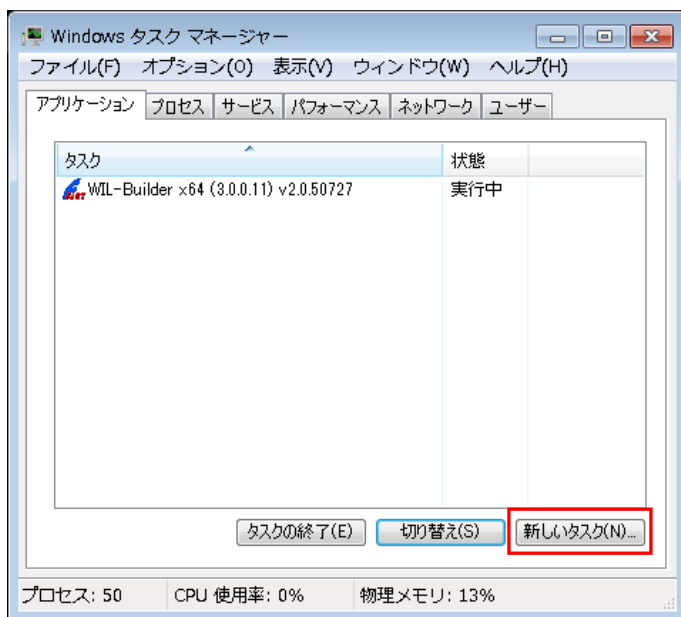 Windows タスク マネージャー
ファイル(F) オプション(O) 表示(V) ウィンドウ(W) ヘルプ(H)
アプリケーション プロセス サービス パフォーマンス ネットワーク ユーザー
タスク 状態
WIL-Builder x64 (3.0.0.11) v2.0.50727 実行中
タスクの終了(E) 切り替え(S) 新しいタスク(N)...
プロセス: 50 CPU 使用率: 0% 物理メモリ: 13%